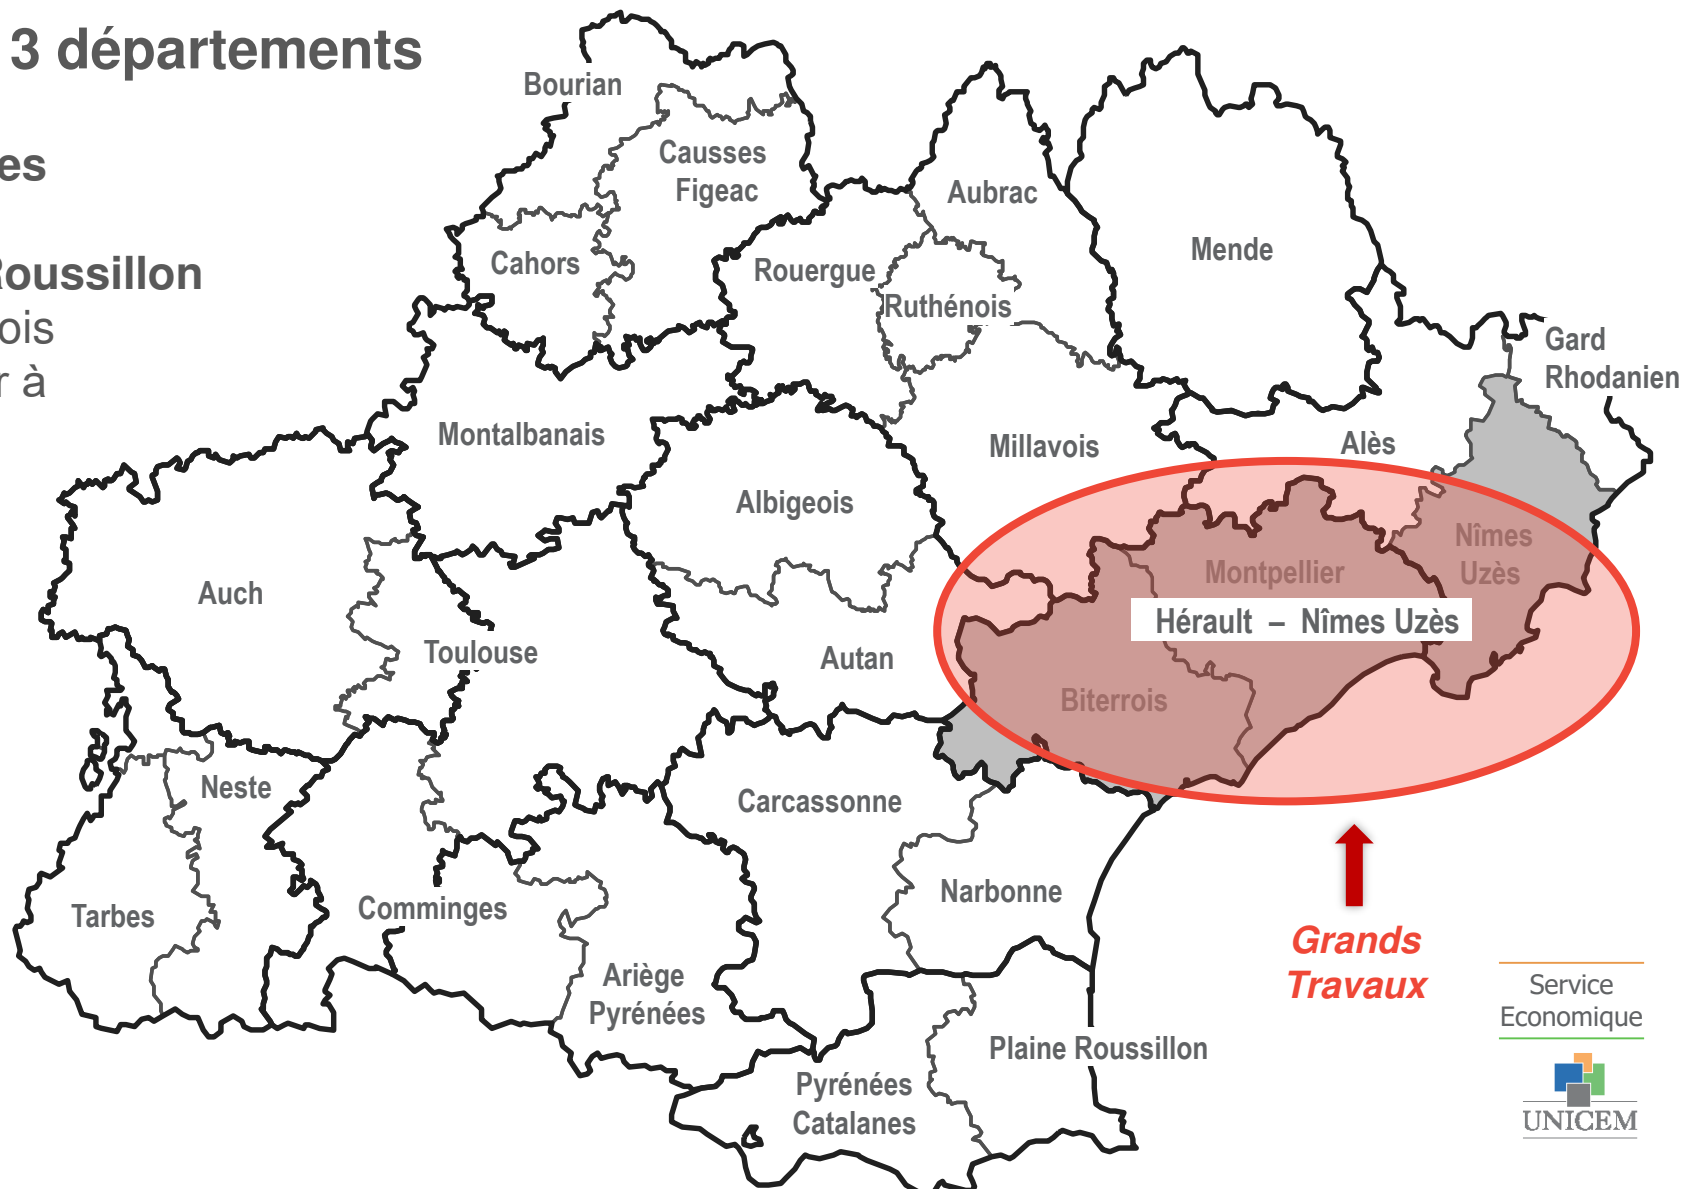 3 départements
Bourian
es
Causses
Figeac
Aubrac
Mende
Roussillon
Cahors
Rouergue
Ruthénois
ois
r à
Gard
Rhodanien
Montalbanais
Millavois
Alès
Albigeois
Nîmes
Uzès
Montpellier
Auch
Hérault – Nîmes Uzès
Toulouse
Autan
Biterrois
Neste
Carcassonne
Tarbes
Comminges
Narbonne
Grands
Travaux
Ariège
Pyrénées
Service
Economique
Plaine Roussillon
Pyrénées
Catalanes
UNICEM